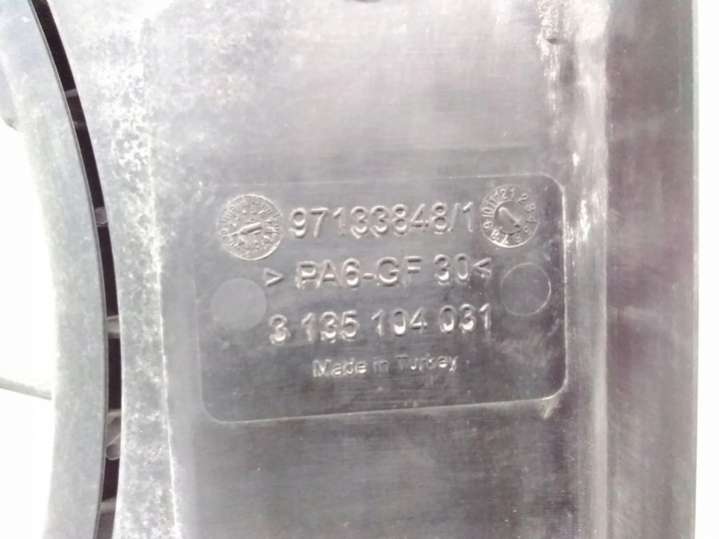 97133848/1
> PA6-GF 30<
3 135 104 031
Made in Turkey